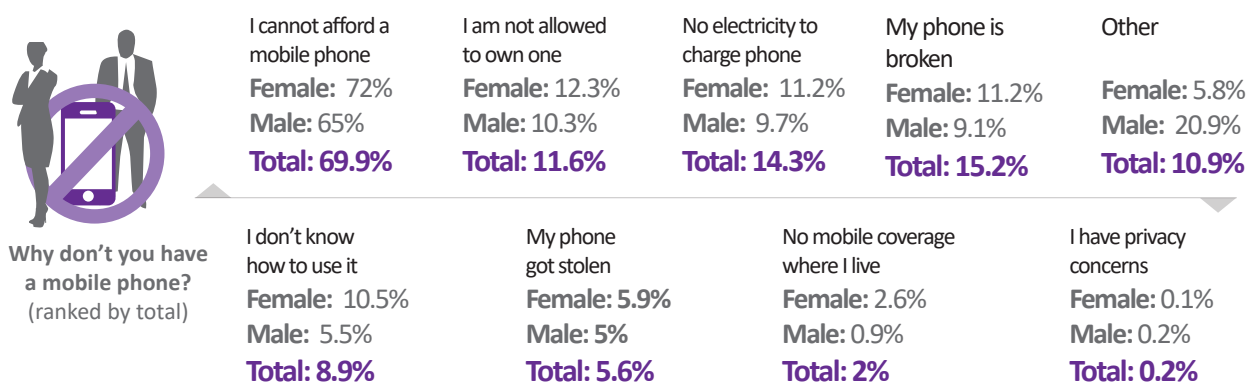 Why don't you have
a mobile phone?
(ranked by total)
I cannot afford a
mobile phone
Female: 72%
Male: 65%
Total: 69.9%
I am not allowed
to own one
Female: 12.3%
Male: 10.3%
Total: 11.6%
No electricity to
charge phone
Female: 11.2%
Male: 9.7%
Total: 14.3%
My phone is
broken
Female: 11.2%
Male: 9.1%
Total: 15.2%
Other
Female: 5.8%
Male: 20.9%
Total: 10.9%
I don't know
how to use it
Female: 10.5%
Male: 5.5%
Total: 8.9%
My phone
got stolen
Female: 5.9%
Male: 5%
Total: 5.6%
No mobile coverage
where I live
Female: 2.6%
Male: 0.9%
Total: 2%
I have privacy
concerns
Female: 0.1%
Male: 0.2%
Total: 0.2%